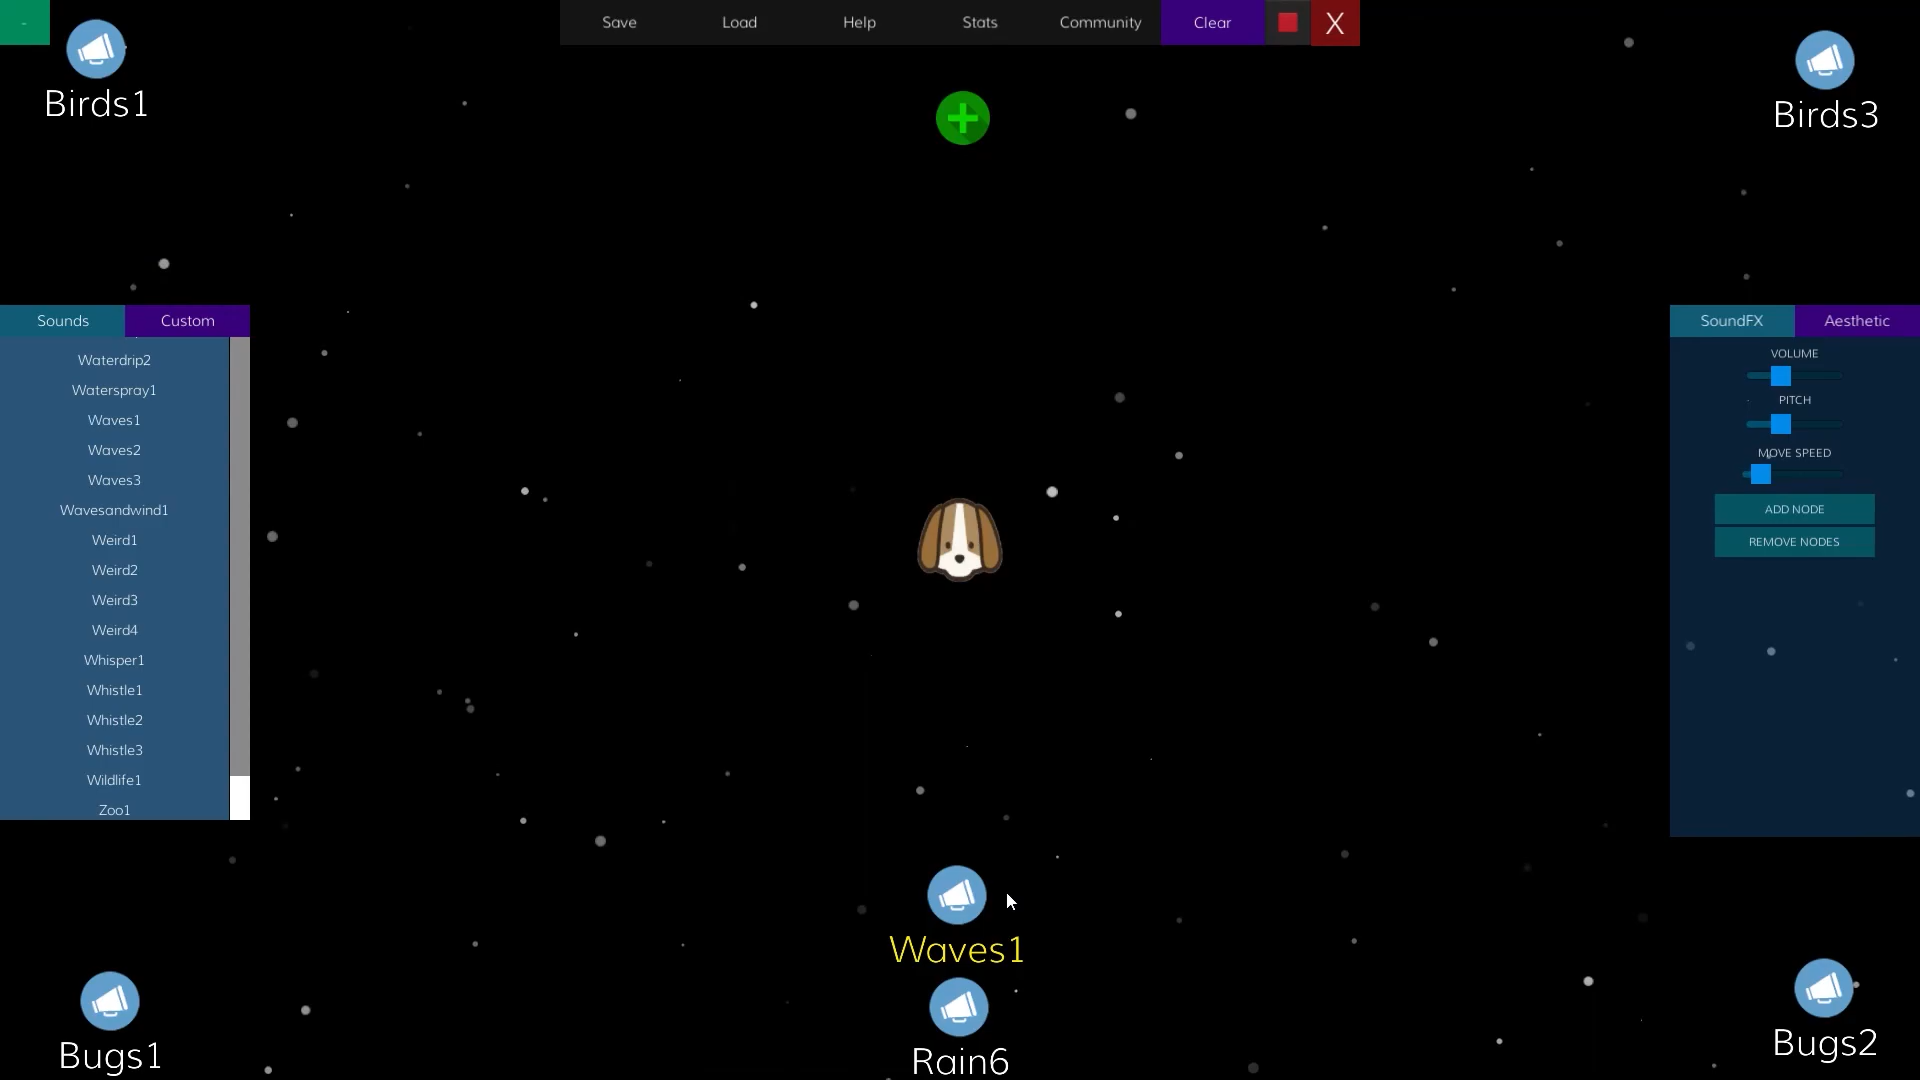 -
Save
Load
Help
Stats
Community
Clear
X
Birds1
Birds3
Sounds
Custom
Waterdrip2
Waterspray1
Waves1
Waves2
Waves3
Wavesandwind1
Weird1
Weird2
Weird3
Weird4
Whisper1
Whistle1
Whistle2
Whistle3
Wildlife1
Zoo1
SoundFX
Aesthetic
VOLUME
PITCH
MOVE SPEED
ADD NODE
REMOVE NODES
Waves1
Bugs1
Rain6
Bugs2